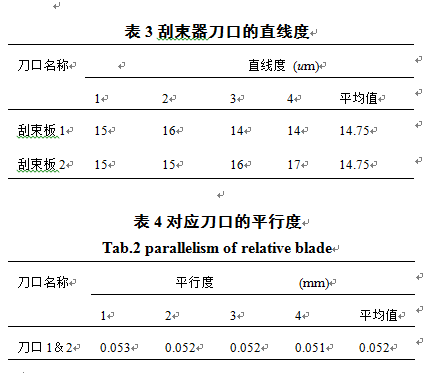 表 3 刮束器刀口的直线度
刀口名称 直线度 (um)
1 2 3 4 平均值
刮束板 1 15 16 14 14 14.75
刮束板 2 15 15 16 17 14.75
表 4 对应刀口的平行度
Tab.2 parallelism of relative blade
刀口名称 平行度 (mm)
1 2 3 4 平均值
刀口 1＆2 0.053 0.052 0.052 0.051 0.052